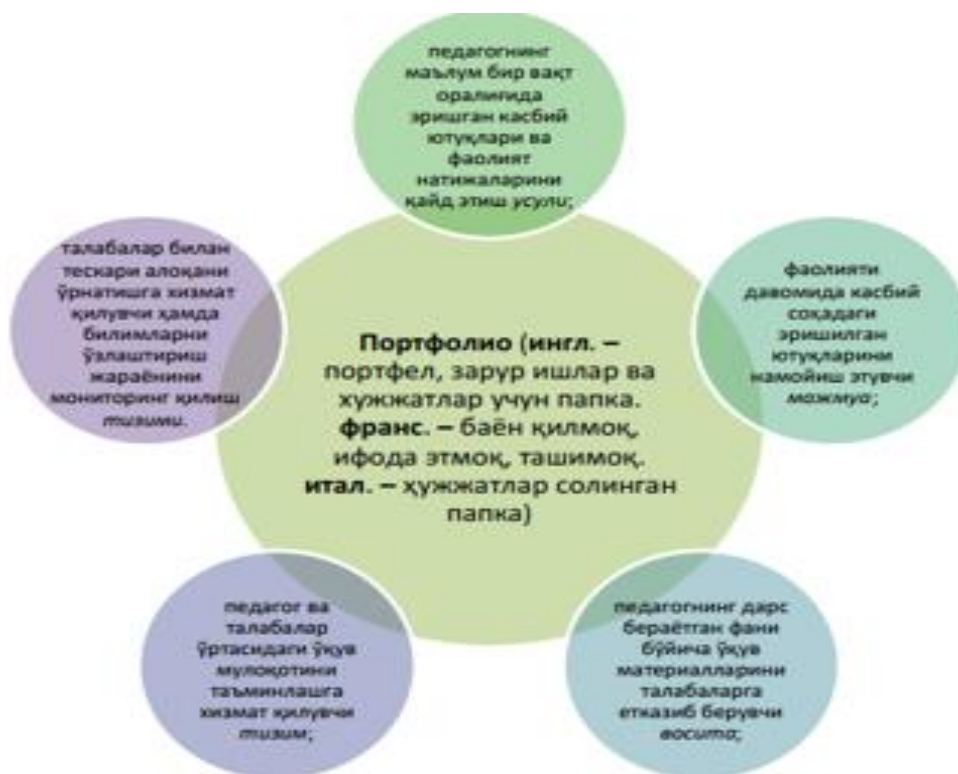 педагогнинг
маълум бир вақт
оралиғида
эришган касбий
ютуқлари ва
фаолият
натижаларини
қайд этиш усули;
фаолияти
давомида касбий
соҳадаги
эришилган
ютуқларини
намойиш этувчи
мажмуа;
педагогнинг дарс
бераётган фани
бўйича ўқув
материалларини
талабаларга
етказиб берувчи
восита;
педагог ва
талабалар
ўртасидаги ўқув
мулоқотини
таъминлашга
хизмат қилувчи
тизим;
талабалар билан
тескари алоқани
ўрнатишга хизмат
қилувчи ҳамда
билимларни
ўзлаштириш
жараёнини
мониторинг қилиш
тизими.
Портфолио (ингл. –
портфел, зарур ишлар ва
хужжатлар учун папка.
франс. – баён қилмоқ,
ифода этмоқ, ташимоқ.
итал. – ҳужжатлар солинган
папка)